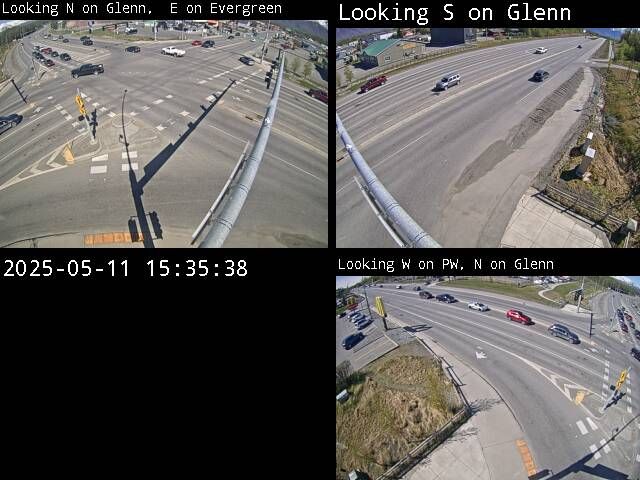 Looking N on Glenn,  E on Evergreen
Looking S on Glenn
2025-05-11 15:35:38
Looking W on PW, N on Glenn